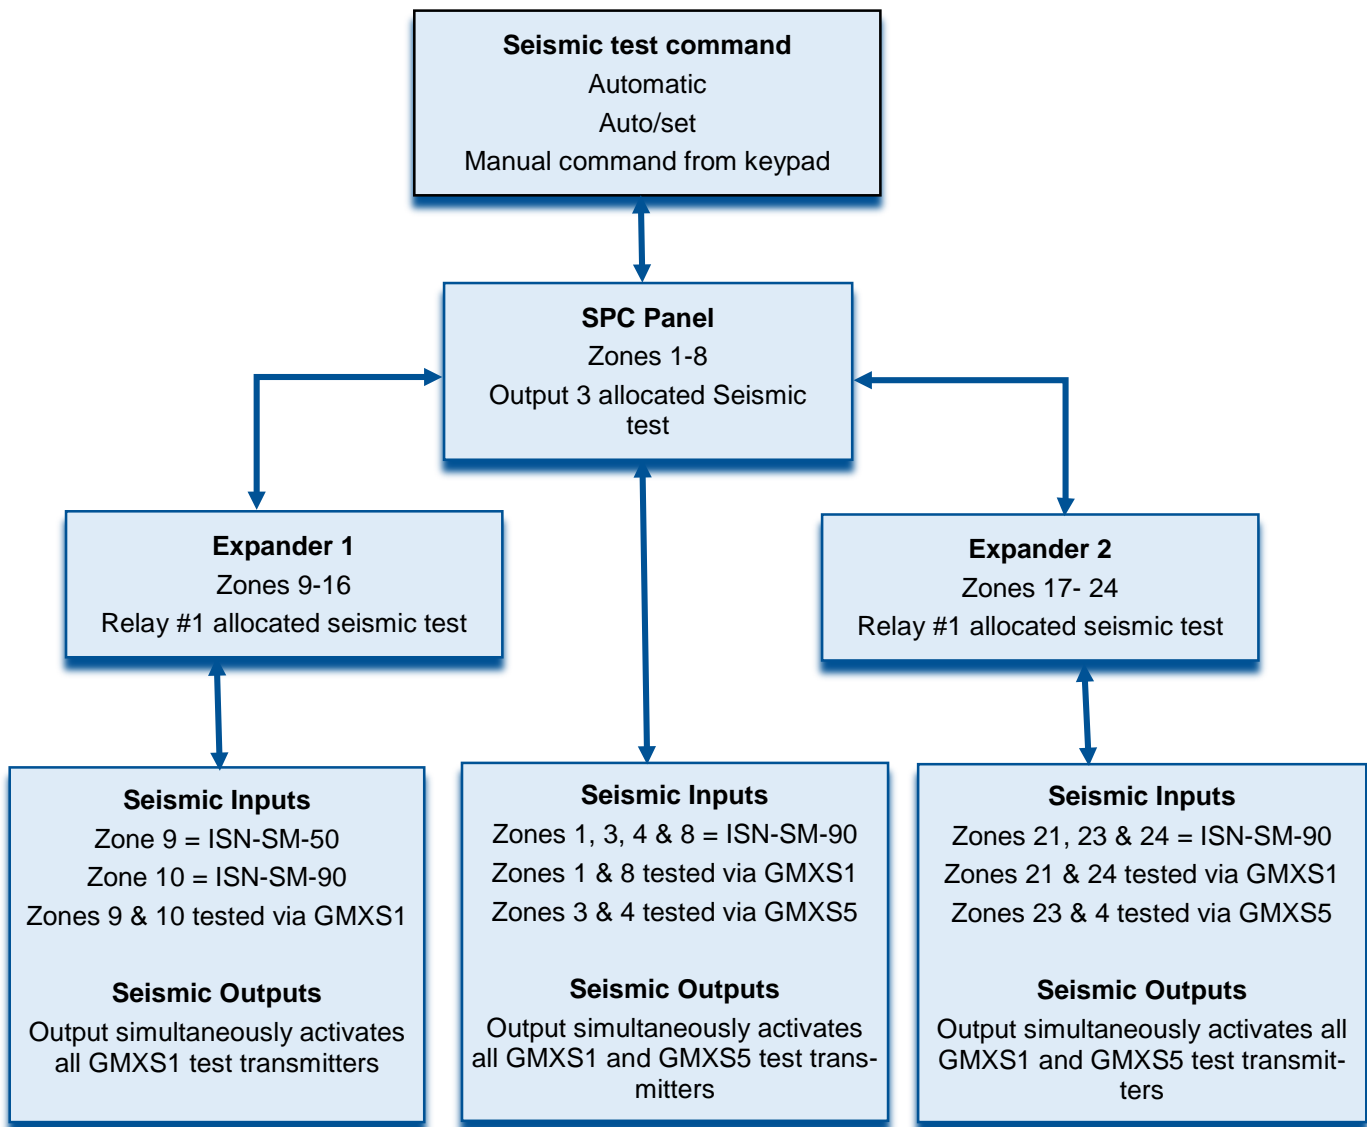 Seismic test command
Automatic
Auto/set
Manual command from keypad
SPC Panel
Zones 1-8
Output 3 allocated Seismic
test
Expander 1
Zones 9-16
Relay #1 allocated seismic test
Expander 2
Zones 17- 24
Relay #1 allocated seismic test
Seismic Inputs
Zone 9 = ISN-SM-50
Zone 10 = ISN-SM-90
Zones 9 & 10 tested via GMXS1
Seismic Outputs
Output simultaneously activates
all GMXS1 test transmitters
Seismic Inputs
Zones 1, 3, 4 & 8 = ISN-SM-90
Zones 1 & 8 tested via GMXS1
Zones 3 & 4 tested via GMXS5
Seismic Outputs
Output simultaneously activates
all GMXS1 and GMXS5 test trans-
mitters
Seismic Inputs
Zones 21, 23 & 24 = ISN-SM-90
Zones 21 & 24 tested via GMXS1
Zones 23 & 4 tested via GMXS5
Seismic Outputs
Output simultaneously activates all
GMXS1 and GMXS5 test transmit-
ters